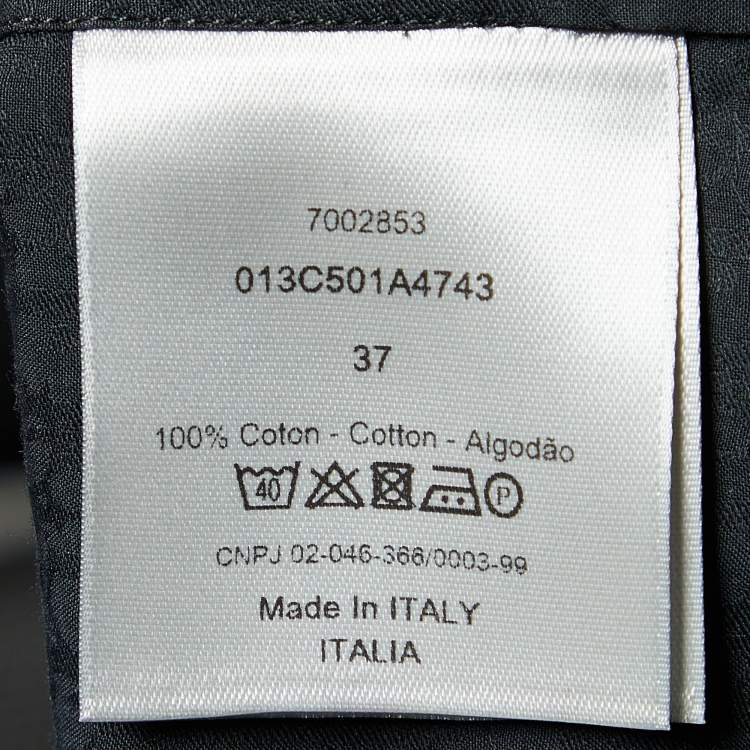 7002853
013C501A4743
37
100% Coton - Cotton - Algodão
40 P
CNPJ 02-046-366/0003-99
Made In ITALY
ITALIA